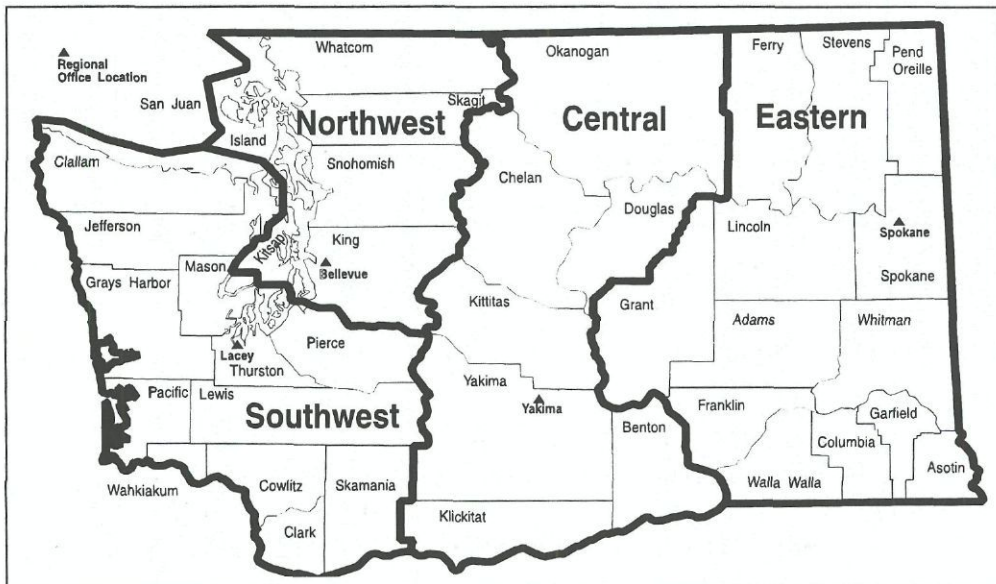 Regional
Office Location
San Juan
Whatcom
Skagit
Northwest
Island
Snohomish
King
Kitsap
Bellevue
Okanogan
Central
Chelan
Douglas
Kittitas
Yakima
Yakima
Benton
Klickitat
Ferry
Stevens
Pend
Oreille
Eastern
Lincoln
Spokane
Spokane
Grant
Adams
Whitman
Franklin
Garfield
Columbia
Walla Walla
Asotin
Clallam
Jefferson
Mason
Grays Harbor
Lacey
Thurston
Pierce
Pacific
Lewis
Southwest
Wahkiakum
Cowlitz
Skamania
Clark